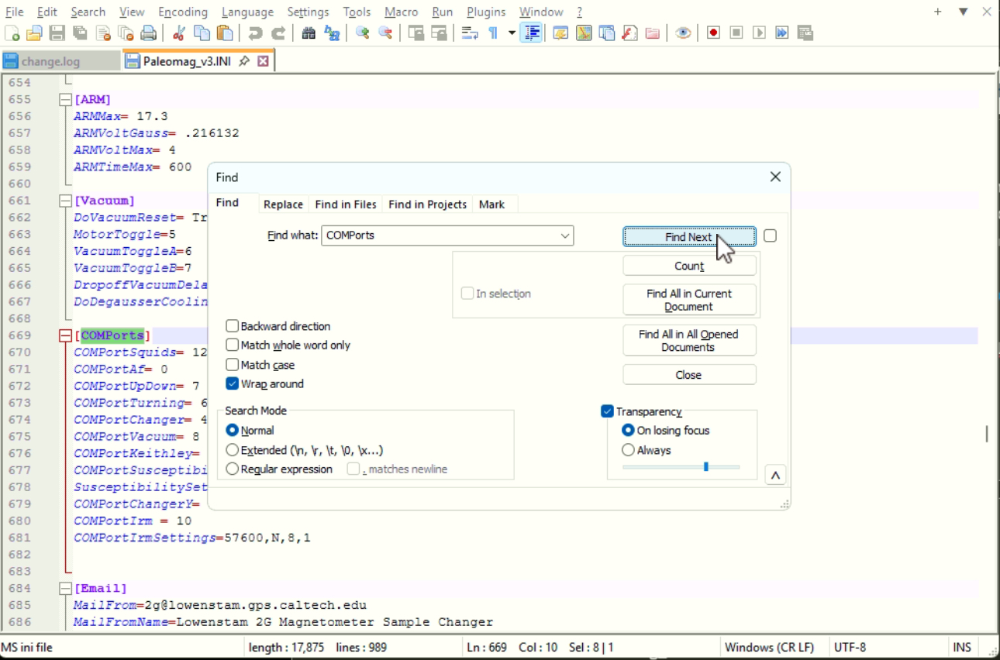 File Edit Search View Encoding Language Settings Tools Macro Run Plugins Window ?
change.log Paleomag_v3.INI
654
655 [ARM]
656 ARMMax= 17.3
657 ARMVoltGauss= .216132
658 ARMVoltMax= 4
659 ARMTimeMax= 600
660
661 [Vacuum]
662 DoVacuumReset= Tr
663 MotorToggle=5
664 VacuumToggleA=6
665 VacuumToggleB=7
666 DropoffVacuumDela
667 DoDegausserCoolin
668
669 [COMPorts]
670 COMPortSquids= 12
671 COMPortAf= 0
672 COMPortUpDown= 7
673 COMPortTurning= 6
674 COMPortChanger= 4
675 COMPortVacuum= 8
676 COMPortKeithley=
677 COMPortSusceptibi
678 SusceptibilitySet
679 COMPortChangerY=
680 COMPortIrm = 10
681 COMPortIrmSettings=57600,N,8,1
682
683
684 [Email]
685 MailFrom=2g@lowenstam.gps.caltech.edu
686 MailFromName=Lowenstam 2G Magnetometer Sample Changer
Find
Find Replace Find in Files Find in Projects Mark
Find what: COMPorts Find Next
Count
In selection
Find All in Current
Document
Backward direction
Find All in All Opened
Documents
Match whole word only
Match case
Close
Wrap around
Search Mode
Transparency
Normal
On losing focus
Extended (\n, \r, \t, \0, \x...)
Always
Regular expression . matches newline
MS ini file length : 17,875 lines : 989 Ln : 669 Col : 10 Sel : 8 | 1 Windows (CR LF) UTF-8 INS